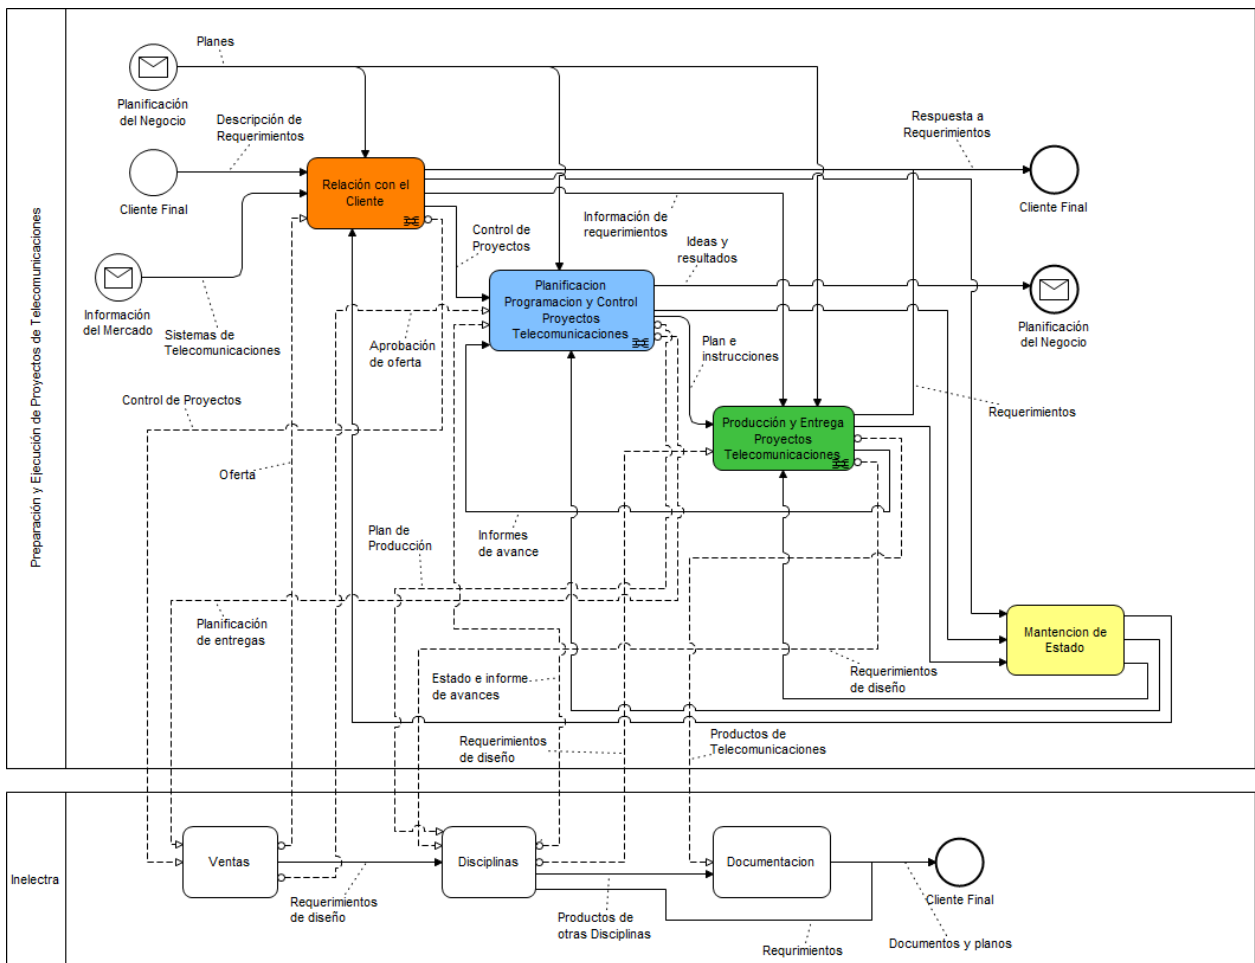 Preparación y Ejecución de Proyectos de Telecomunicaciones
Planes
Planificación
del Negocio
Descripción de
Requerimientos
Respuesta a
Requerimientos
Cliente Final
Relación con el
Cliente
Cliente Final
Control de
Proyectos
Información de
requerimientos
Ideas y
resultados
Información
del Mercado
Sistemas de
Telecomunicaciones
Planificacion
Programacion y Control
Proyectos
Telecomunicaciones
Planificación
del Negocio
Aprobación
de oferta
Plan e
instrucciones
Control de Proyectos
Requerimientos
Producción y Entrega
Proyectos
Telecomunicaciones
Oferta
Plan de
Producción
Informes
de avance
Planificación
de entregas
Mantencion de
Estado
Estado e informe
de avances
Requerimientos
de diseño
Requerimientos
de diseño
Productos de
Telecomunicaciones
Inelectra
Ventas
Disciplinas
Documentacion
Cliente Final
Requerimientos
de diseño
Productos de
otras Disciplinas
Requrimientos
Documentos y planos